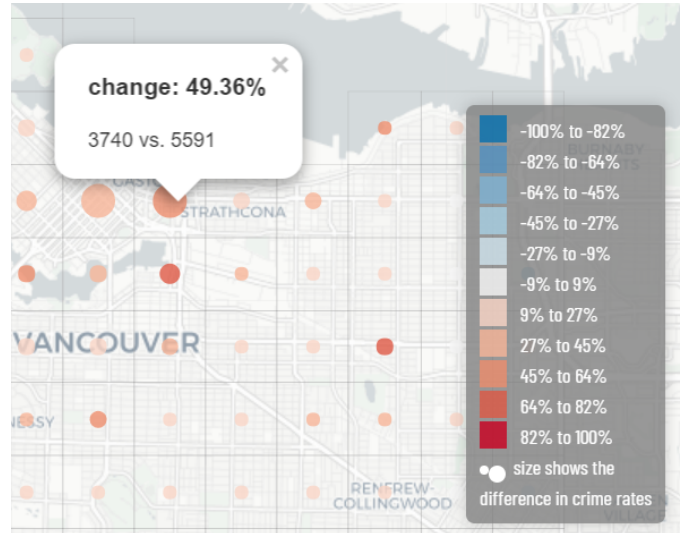 ×
change: 49.36%
3740 vs. 5591
STRATHCONA
VANCOUVER
RENFREW-
COLLINGWOOD
-100% to -82%
-82% to -64%
-64% to -45%
-45% to -27%
-27% to -9%
-9% to 9%
9% to 27%
27% to 45%
45% to 64%
64% to 82%
82% to 100%
size shows the
difference in crime rates
BURNABY
VILLAGE